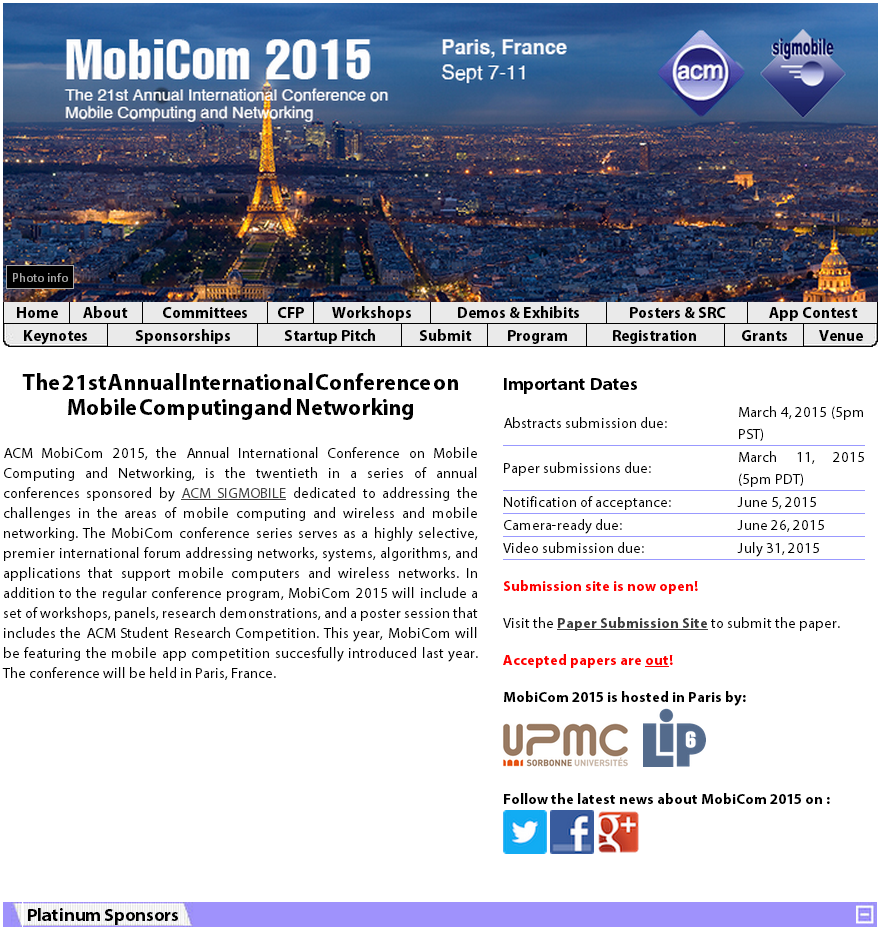 MobiCom 2015
The 21st Annual International Conference on
Mobile Computing and Networking
Paris, France
Sept 7-11
acm
sigmobile
Photo info
Home About Committees CFP Workshops Demos & Exhibits Posters & SRC App Contest
Keynotes Sponsorships Startup Pitch Submit Program Registration Grants Venue
The 21st Annual International Conference on
Mobile Computing and Networking
ACM MobiCom 2015, the Annual International Conference on Mobile
Computing and Networking, is the twentieth in a series of annual
conferences sponsored by ACM SIGMOBILE dedicated to addressing the
challenges in the areas of mobile computing and wireless and mobile
networking. The MobiCom conference series serves as a highly selective,
premier international forum addressing networks, systems, algorithms, and
applications that support mobile computers and wireless networks. In
addition to the regular conference program, MobiCom 2015 will include a
set of workshops, panels, research demonstrations, and a poster session that
includes the ACM Student Research Competition. This year, MobiCom will
be featuring the mobile app competition succesfully introduced last year.
The conference will be held in Paris, France.
Important Dates
Abstracts submission due: March 4, 2015 (5pm
PST)
Paper submissions due: March 11, 2015
(5pm PDT)
Notification of acceptance: June 5, 2015
Camera-ready due: June 26, 2015
Video submission due: July 31, 2015
Submission site is now open!
Visit the Paper Submission Site to submit the paper.
Accepted papers are out!
MobiCom 2015 is hosted in Paris by:
UPMC
SORBONNE UNIVERSITÉS
LIP6
Follow the latest news about MobiCom 2015 on :
Platinum Sponsors